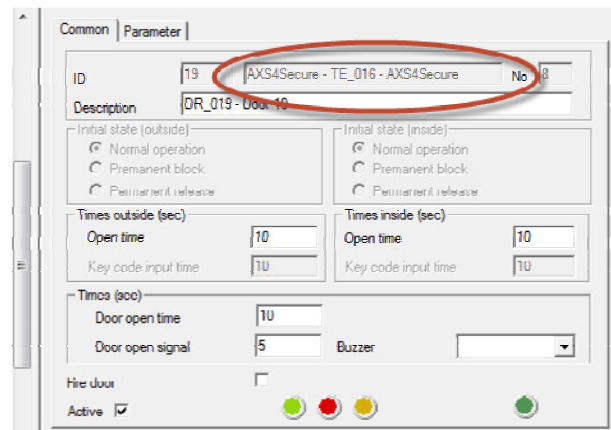 Common Parameter
ID 19 AXS4Secure - TE_016 - AXS4Secure No 8
Description DR_019 - Door 19
Initial state (outside) Initial state (inside)
Normal operation Normal operation
Premanent block Premanent block
Permanent release Permanent release
Times outside (sec) Times inside (sec)
Open time 10 Open time 10
Key code input time 10 Key code input time 10
Times (sec)
Door open time 10
Door open signal 5 Buzzer
Fire door
Active